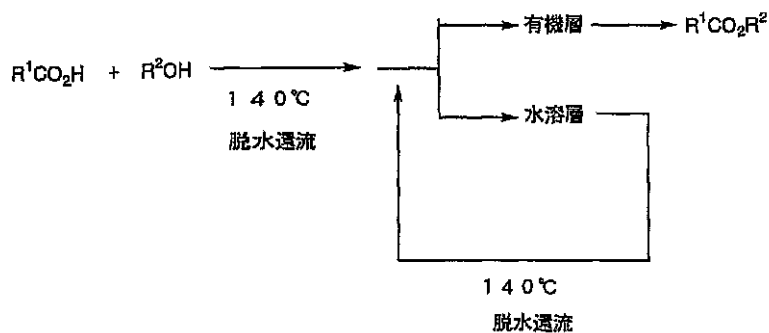 有機層 R¹CO₂R²
R¹CO₂H + R²OH
140℃
脱水還流
水溶層
140℃
脱水還流